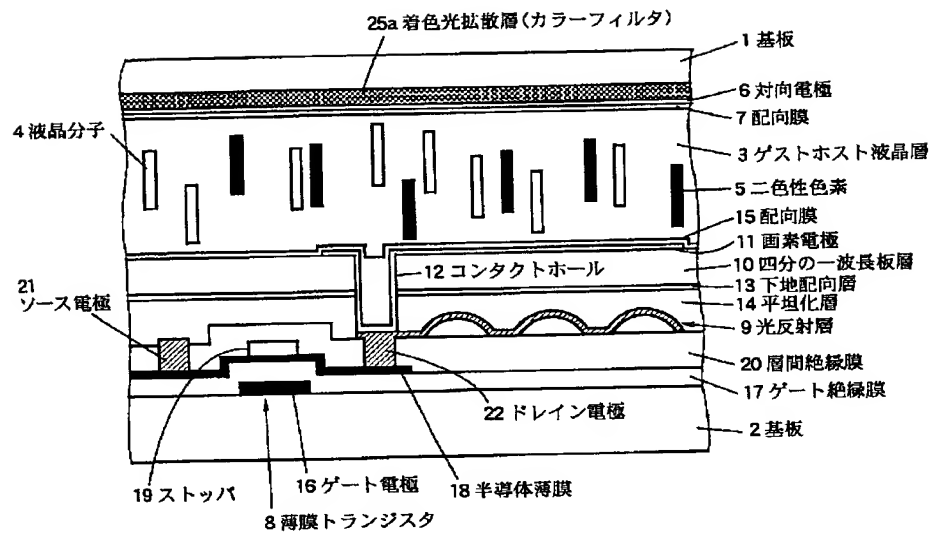 25a 着色光拡散層(カラーフィルタ)
1 基板
6 対向電極
7 配向膜
4 液晶分子
3 ゲストホスト液晶層
5 二色性色素
15 配向膜
11 画素電極
12 コンタクトホール
10 四分の一波長板層
13 下地配向層
14 平坦化層
21
ソース電極
9 光反射層
20 層間絶縁膜
17 ゲート絶縁膜
22 ドレイン電極
2 基板
19 ストッパ
16 ゲート電極
18 半導体薄膜
8 薄膜トランジスタ